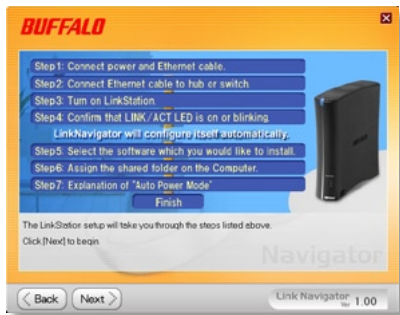 BUFFALO
Step1: Connect power and Ethernet cable.
Step2: Connect Ethernet cable to hub or switch.
Step3: Turn on LinkStation.
Step4: Confirm that LINK/ACT LED is on or blinking.
LinkNavigator will configure itself automatically.
Step5. Select the software which you would like to install.
Step6: Assign the shared folder on the Computer.
Step7: Explanation of "Auto Power Mode"
Finish
The LinkStation setup will take you through the steps listed above.
Click [Next] to begin.
Navigator
Back
Next
Link Navigator Ver 1.00